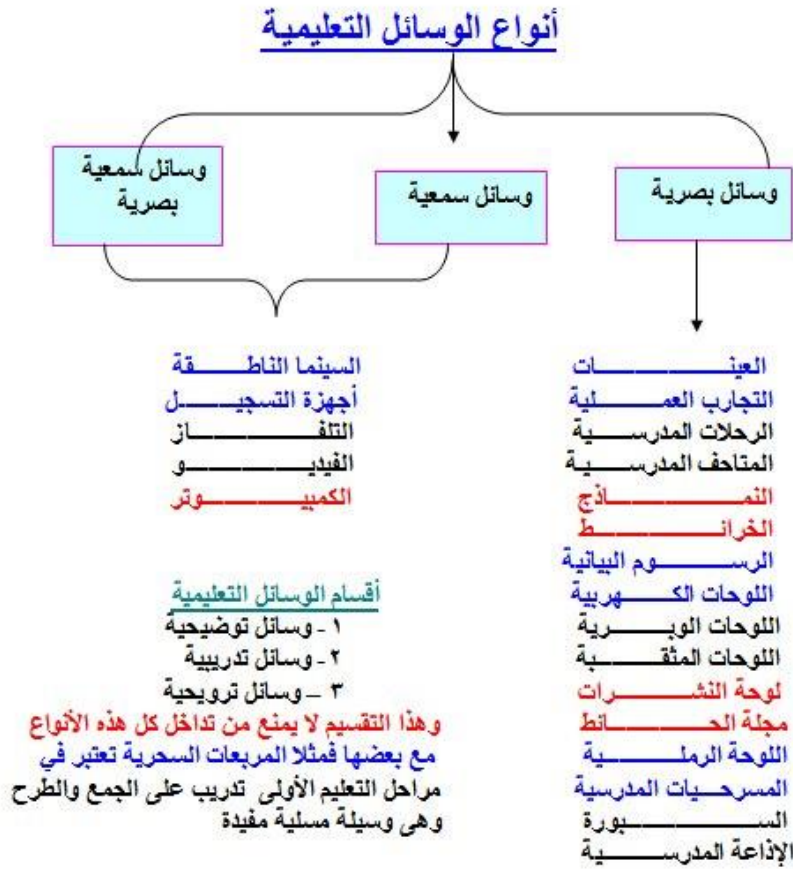 أنواع الوسائل التعليمية
وسائل بصرية
وسائل سمعية
وسائل سمعية
بصرية
العينات
التجارب العملية
الرحلات المدرسية
المتاحف المدرسية
النماذج
الخرائط
الرسوم البيانية
اللوحات الكهربية
اللوحات الوبرية
اللوحات المثقبة
لوحة النشرات
مجلة الحائط
اللوحة الرملية
المسرحيات المدرسية
السبورة
الإذاعة المدرسية
السينما الناطقة
أجهزة التسجيل
التلفاز
الفيديو
الكمبيوتر
أقسام الوسائل التعليمية
١ - وسائل توضيحية
٢ - وسائل تدريبية
٣ – وسائل ترويحية
وهذا التقسيم لا يمنع من تداخل كل هذه الأنواع
مع بعضها فمثلا المربعات السحرية تعتبر في
مراحل التعليم الأولى تدريب على الجمع والطرح
وهى وسيلة مسلية مفيدة